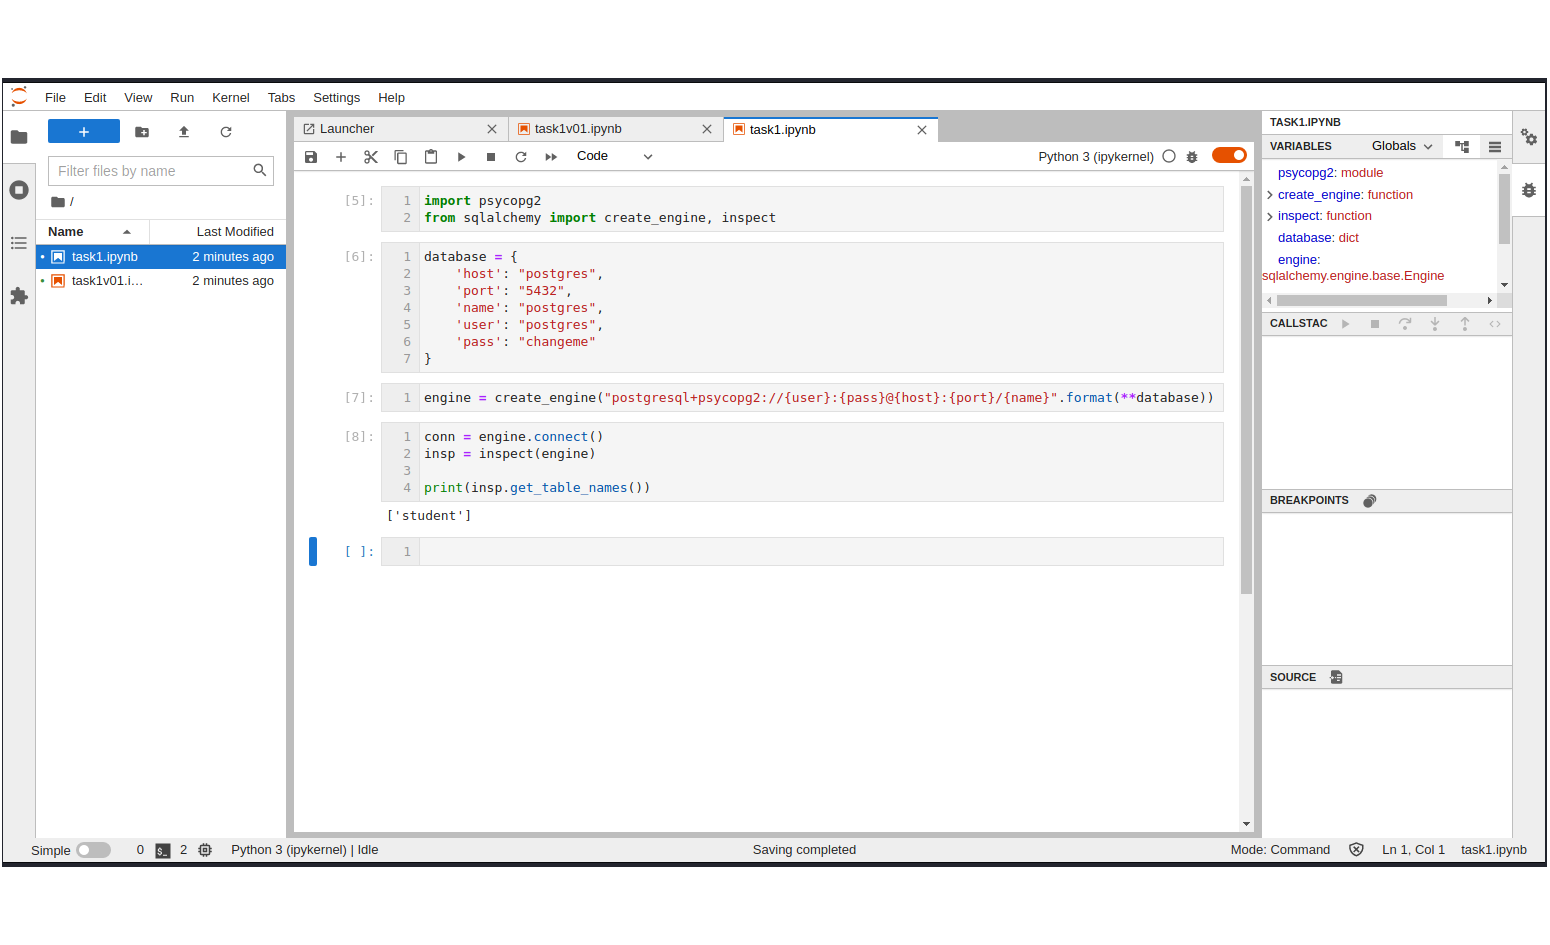 File Edit View Run Kernel Tabs Settings Help
Filter files by name
/
Name Last Modified
task1.ipynb 2 minutes ago
task1v01.i… 2 minutes ago
Launcher task1v01.ipynb task1.ipynb
Code Python 3 (ipykernel)
[5]: 1 import psycopg2
2 from sqlalchemy import create_engine, inspect
[6]: 1 database = {
2 'host': "postgres",
3 'port': "5432",
4 'name': "postgres",
5 'user': "postgres",
6 'pass': "changeme"
7 }
[7]: 1 engine = create_engine("postgresql+psycopg2://{user}:{pass}@{host}:{port}/{name}".format(**database))
[8]: 1 conn = engine.connect()
2 insp = inspect(engine)
3
4 print(insp.get_table_names())
['student']
[ ]: 1
TASK1.IPYNB
VARIABLES Globals
psycopg2: module
create_engine: function
inspect: function
database: dict
engine:
sqlalchemy.engine.base.Engine
CALLSTAC
BREAKPOINTS
SOURCE
Simple 0 $_ 2 Python 3 (ipykernel) | Idle Saving completed Mode: Command Ln 1, Col 1 task1.ipynb